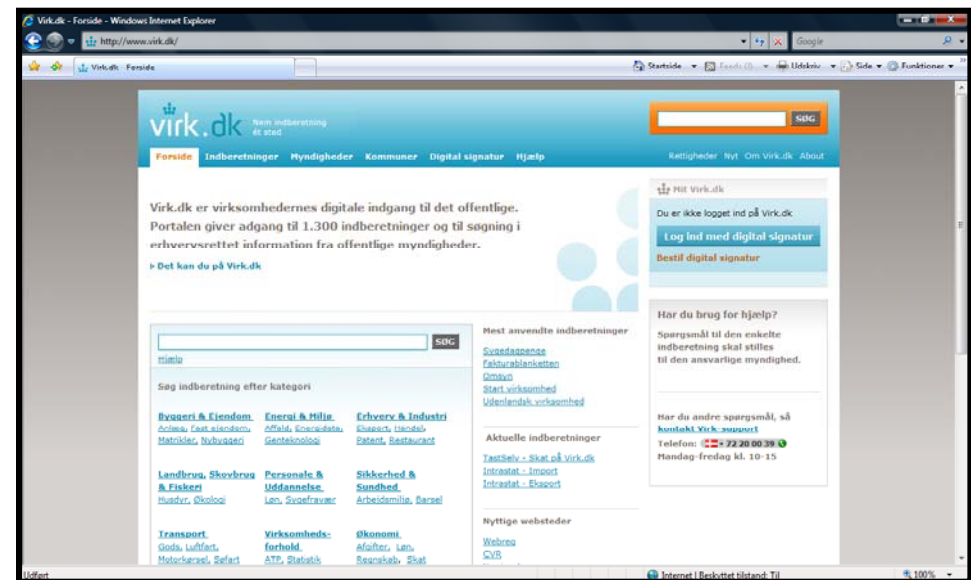 Virk.dk - Forside - Windows Internet Explorer
http://www.virk.dk/
Google
Virk.dk - Forside
Startside
Feeds (J)
Udskriv
Side
Funktioner
virk.dk
Nem indberetning
ét sted
SØG
Forside Indberetninger Myndigheder Kommuner Digital signatur Hjælp
Rettigheder Nyt Om Virk.dk About
Virk.dk er virksomhedernes digitale indgang til det offentlige.
Portalen giver adgang til 1.300 indberetninger og til søgning i
erhvervsrettet information fra offentlige myndigheder.
Det kan du på Virk.dk
Mit Virk.dk
Du er ikke logget ind på Virk.dk
Log ind med digital signatur
Bestil digital signatur
Har du brug for hjælp?
Spørgsmål til den enkelte
indberetning skal stilles
til den ansvarlige myndighed.
Har du andre spørgsmål, så
kontakt Virk-support
Telefon: 72 20 00 39
Mandag-fredag kl. 10-15
SØG
Hjælp
Søg indberetning efter kategori
Byggeri & Ejendom
Anlæg, Fast ejendom,
Matrikler, Nybyggeri
Energi & Miljø
Affald, Energidata,
Genteknologi
Erhverv & Industri
Eksport, Handel,
Patent, Restaurant
Landbrug, Skovbrug
& Fiskeri
Husdyr, Økologi
Personale &
Uddannelse
Løn, Sygefravær
Sikkerhed &
Sundhed
Arbejdsmiljø, Barsel
Transport
Gods, Luftfart,
Motorkørsel, Søfart
Virksomheds-
forhold
ATP, Statistik
Økonomi
Afgifter, Løn,
Regnskab, Skat
Mest anvendte indberetninger
Sygedagpenge
Fakturablanketten
Omsyn
Start virksomhed
Udenlandsk virksomhed
Aktuelle indberetninger
TastSelv - Skat på Virk.dk
Intrastat - Import
Intrastat - Eksport
Nyttige websteder
Webreg
CVR
Udført
Internet | Beskyttet tilstand: Til
100%